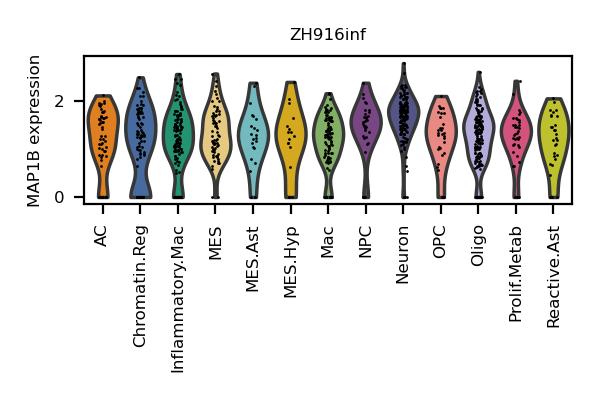 ZH916inf
MAP1B expression
2
0
AC
Chromatin.Reg
Inflammatory.Mac
MES
MES.Ast
MES.Hyp
Mac
NPC
Neuron
OPC
Oligo
Prolif.Metab
Reactive.Ast